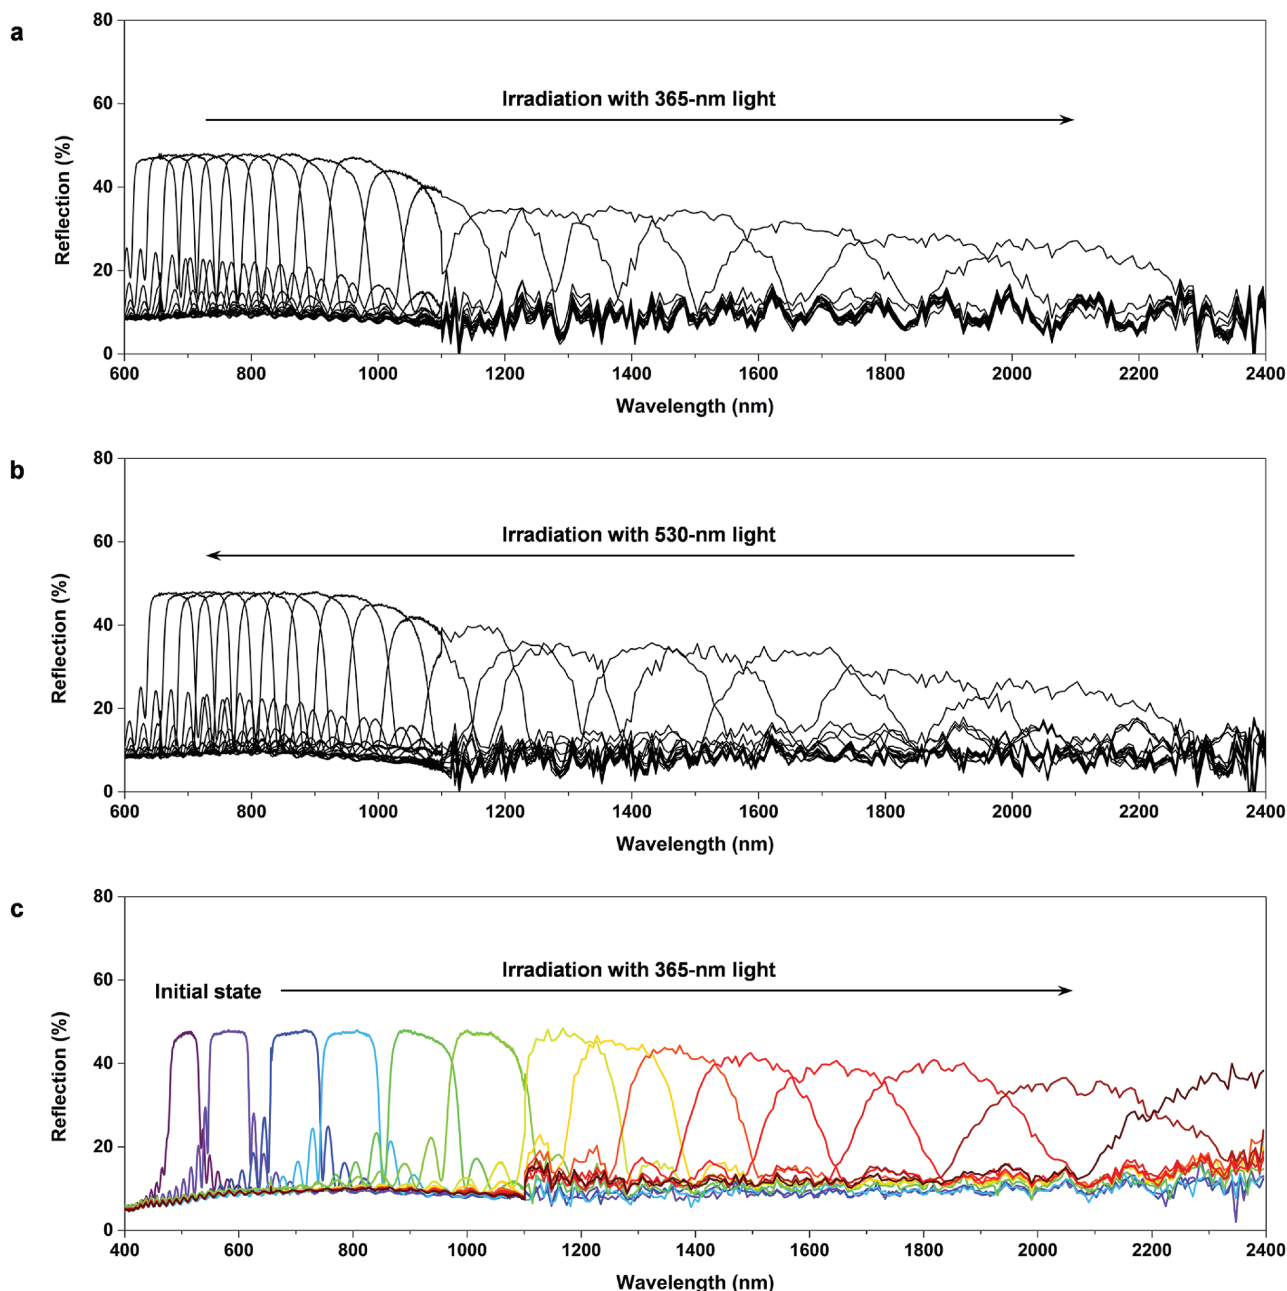 a
80
60
40
20
0
Reflection (%)
Irradiation with 365-nm light
600 800 1000 1200 1400 1600 1800 2000 2200 2400
Wavelength (nm)
b
80
60
40
20
0
Reflection (%)
Irradiation with 530-nm light
600 800 1000 1200 1400 1600 1800 2000 2200 2400
Wavelength (nm)
c
80
60
40
20
0
Reflection (%)
Irradiation with 365-nm light
Initial state
400 600 800 1000 1200 1400 1600 1800 2000 2200 2400
Wavelength (nm)